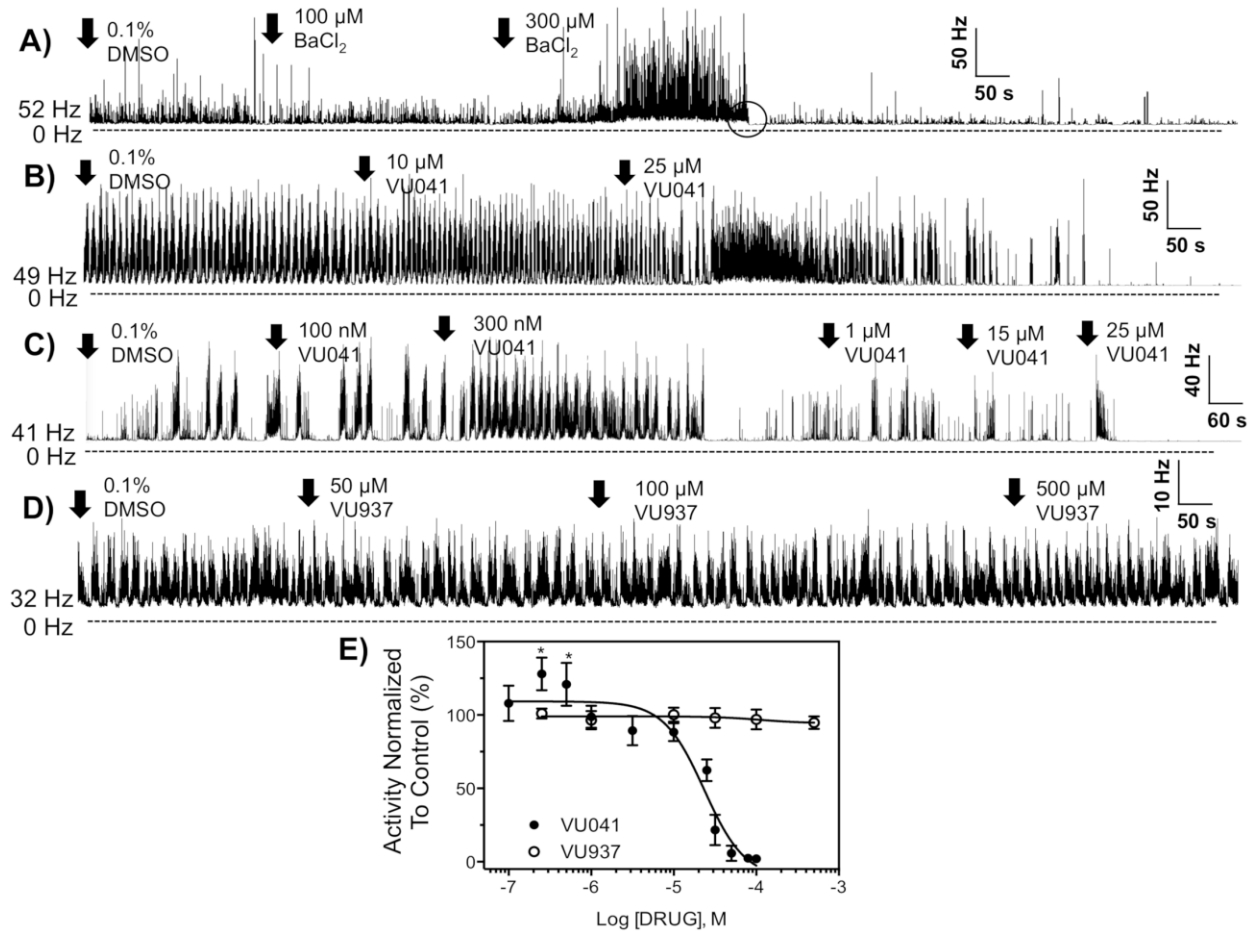 A)
0.1%
DMSO
100 µM
BaCl₂
300 µM
BaCl₂
50 Hz
50 s
52 Hz
0 Hz
B)
0.1%
DMSO
10 µM
VU041
25 µM
VU041
50 Hz
50 s
49 Hz
0 Hz
C)
0.1%
DMSO
100 nM
VU041
300 nM
VU041
1 µM
VU041
15 µM
VU041
25 µM
VU041
40 Hz
60 s
41 Hz
0 Hz
D)
0.1%
DMSO
50 µM
VU937
100 µM
VU937
500 µM
VU937
10 Hz
50 s
32 Hz
0 Hz
E)
Activity Normalized
To Control (%)
150
100
50
0
* *
VU041
VU937
-7 -6 -5 -4 -3
Log [DRUG], M